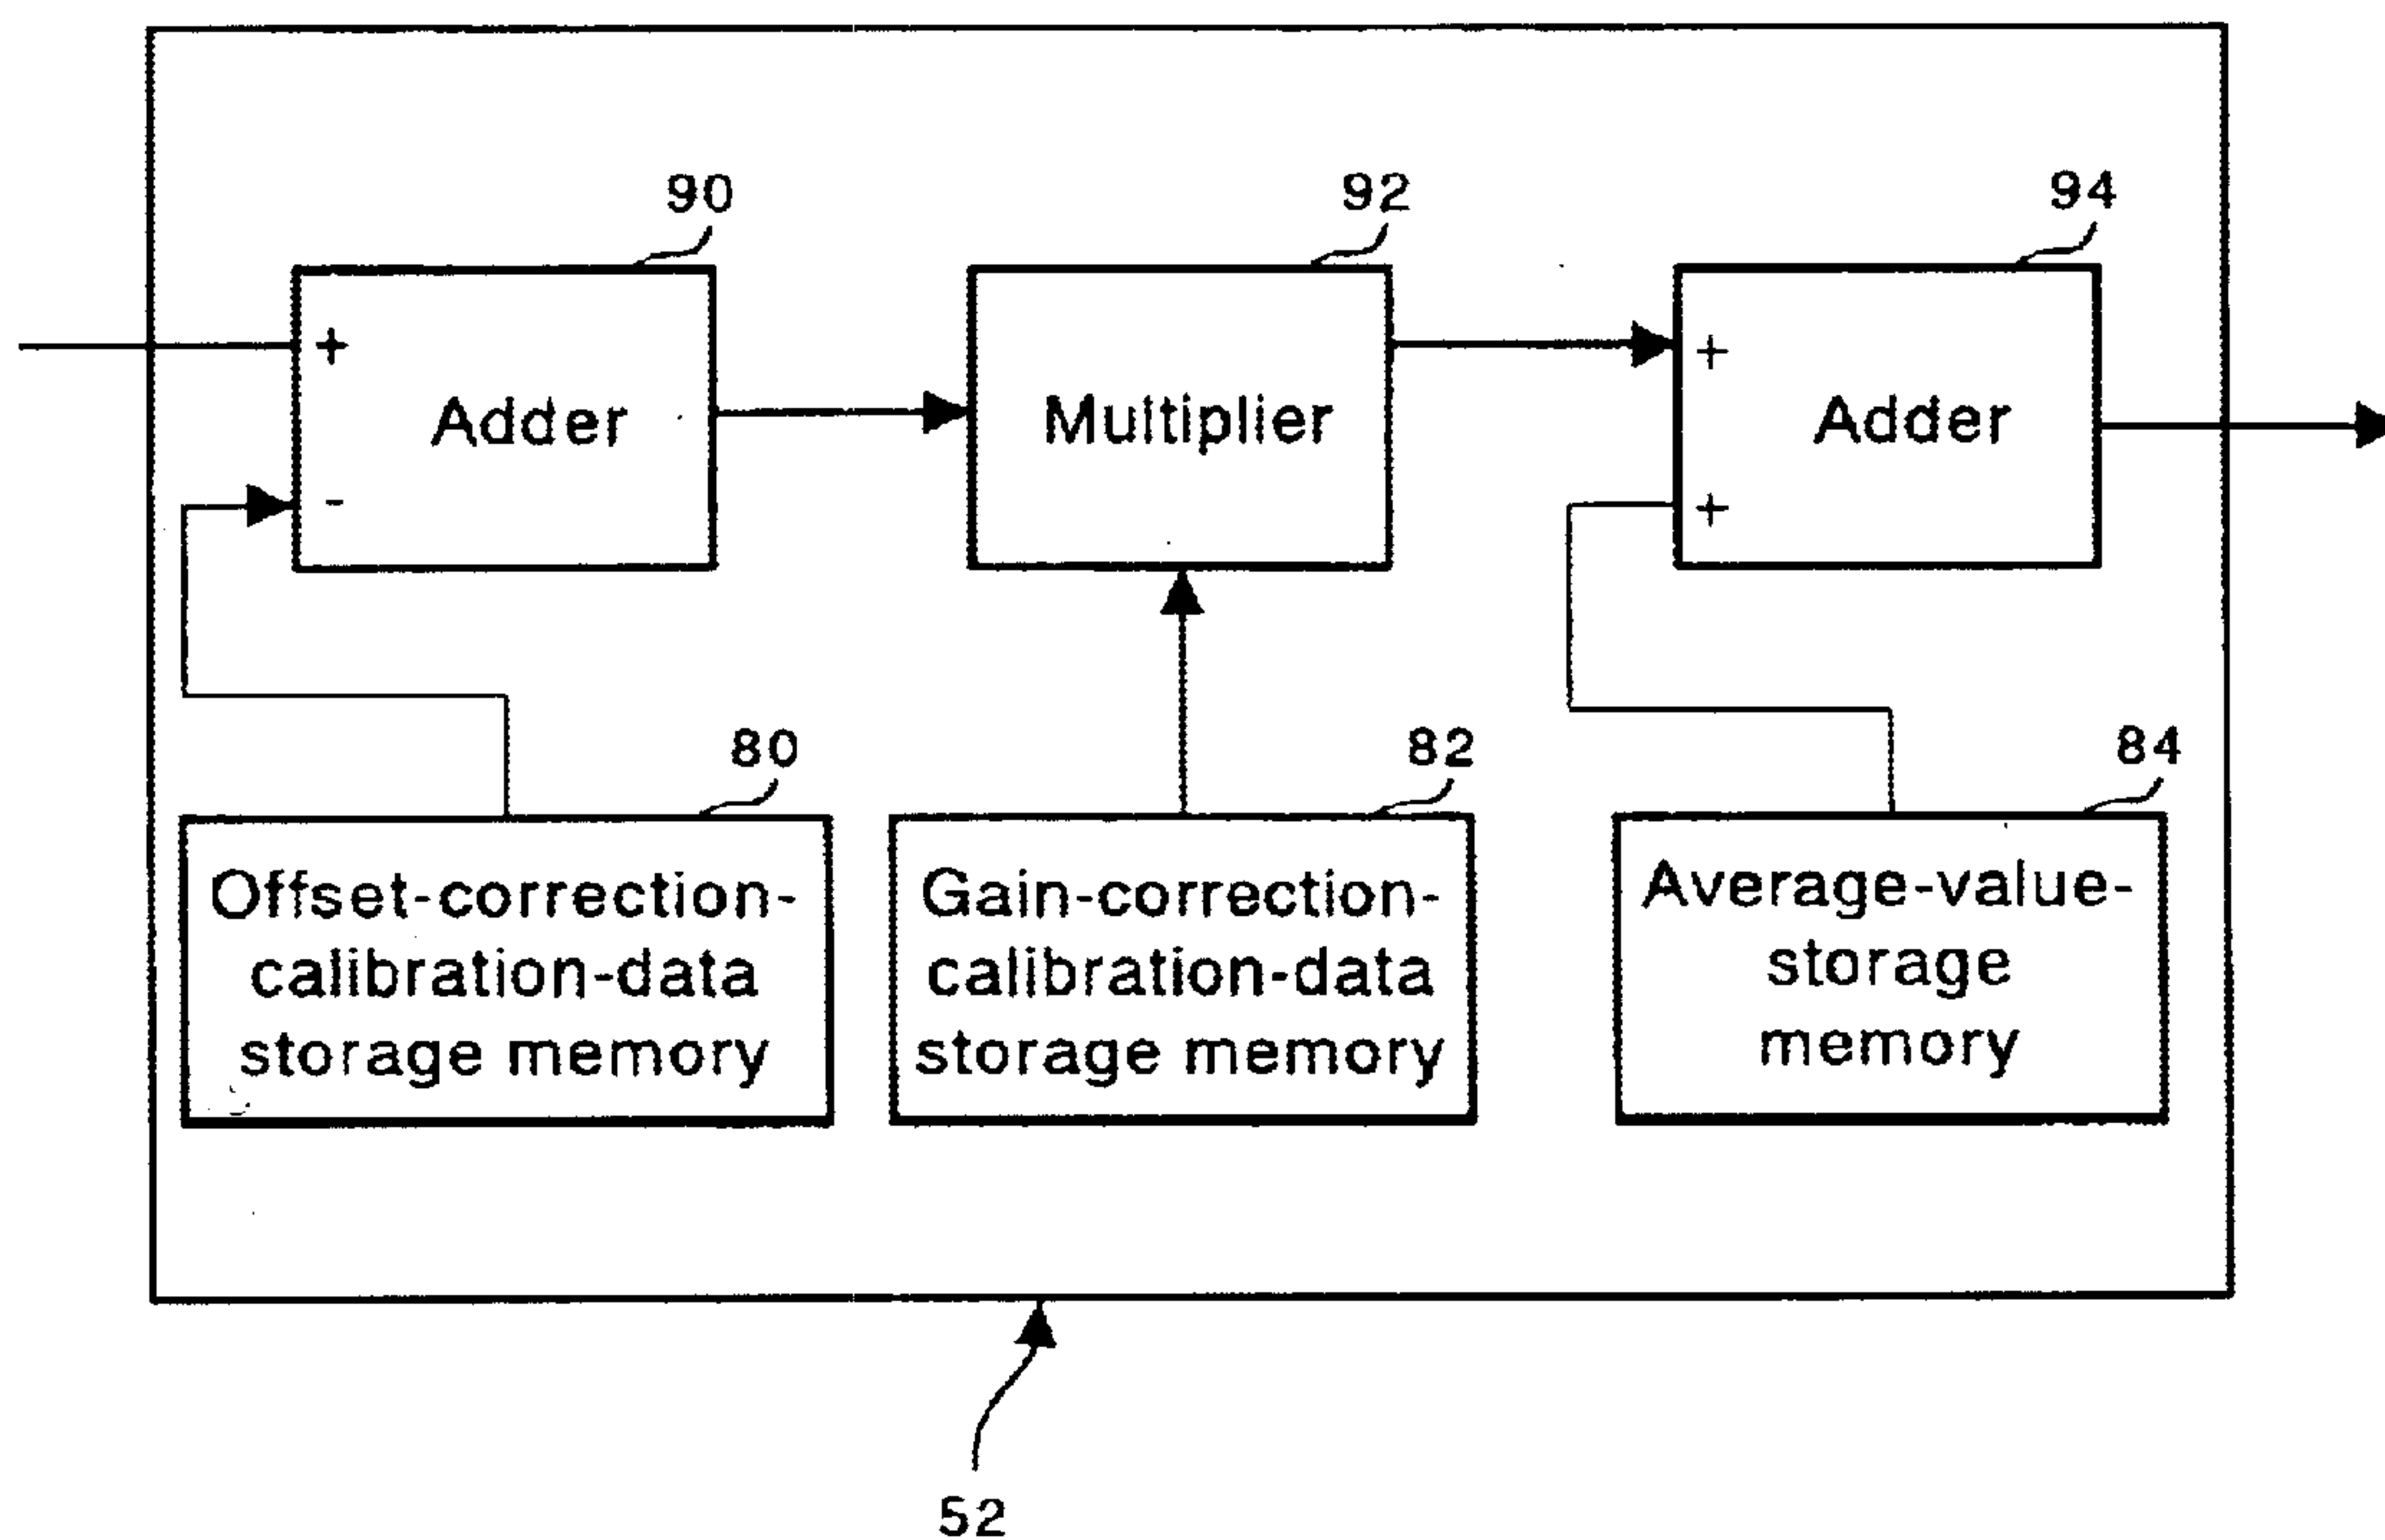 90
92
94
+
Adder
-
Multiplier
+
Adder
+
80
82
84
Offset-correction-
calibration-data
storage memory
Gain-correction-
calibration-data
storage memory
Average-value-
storage
memory
52